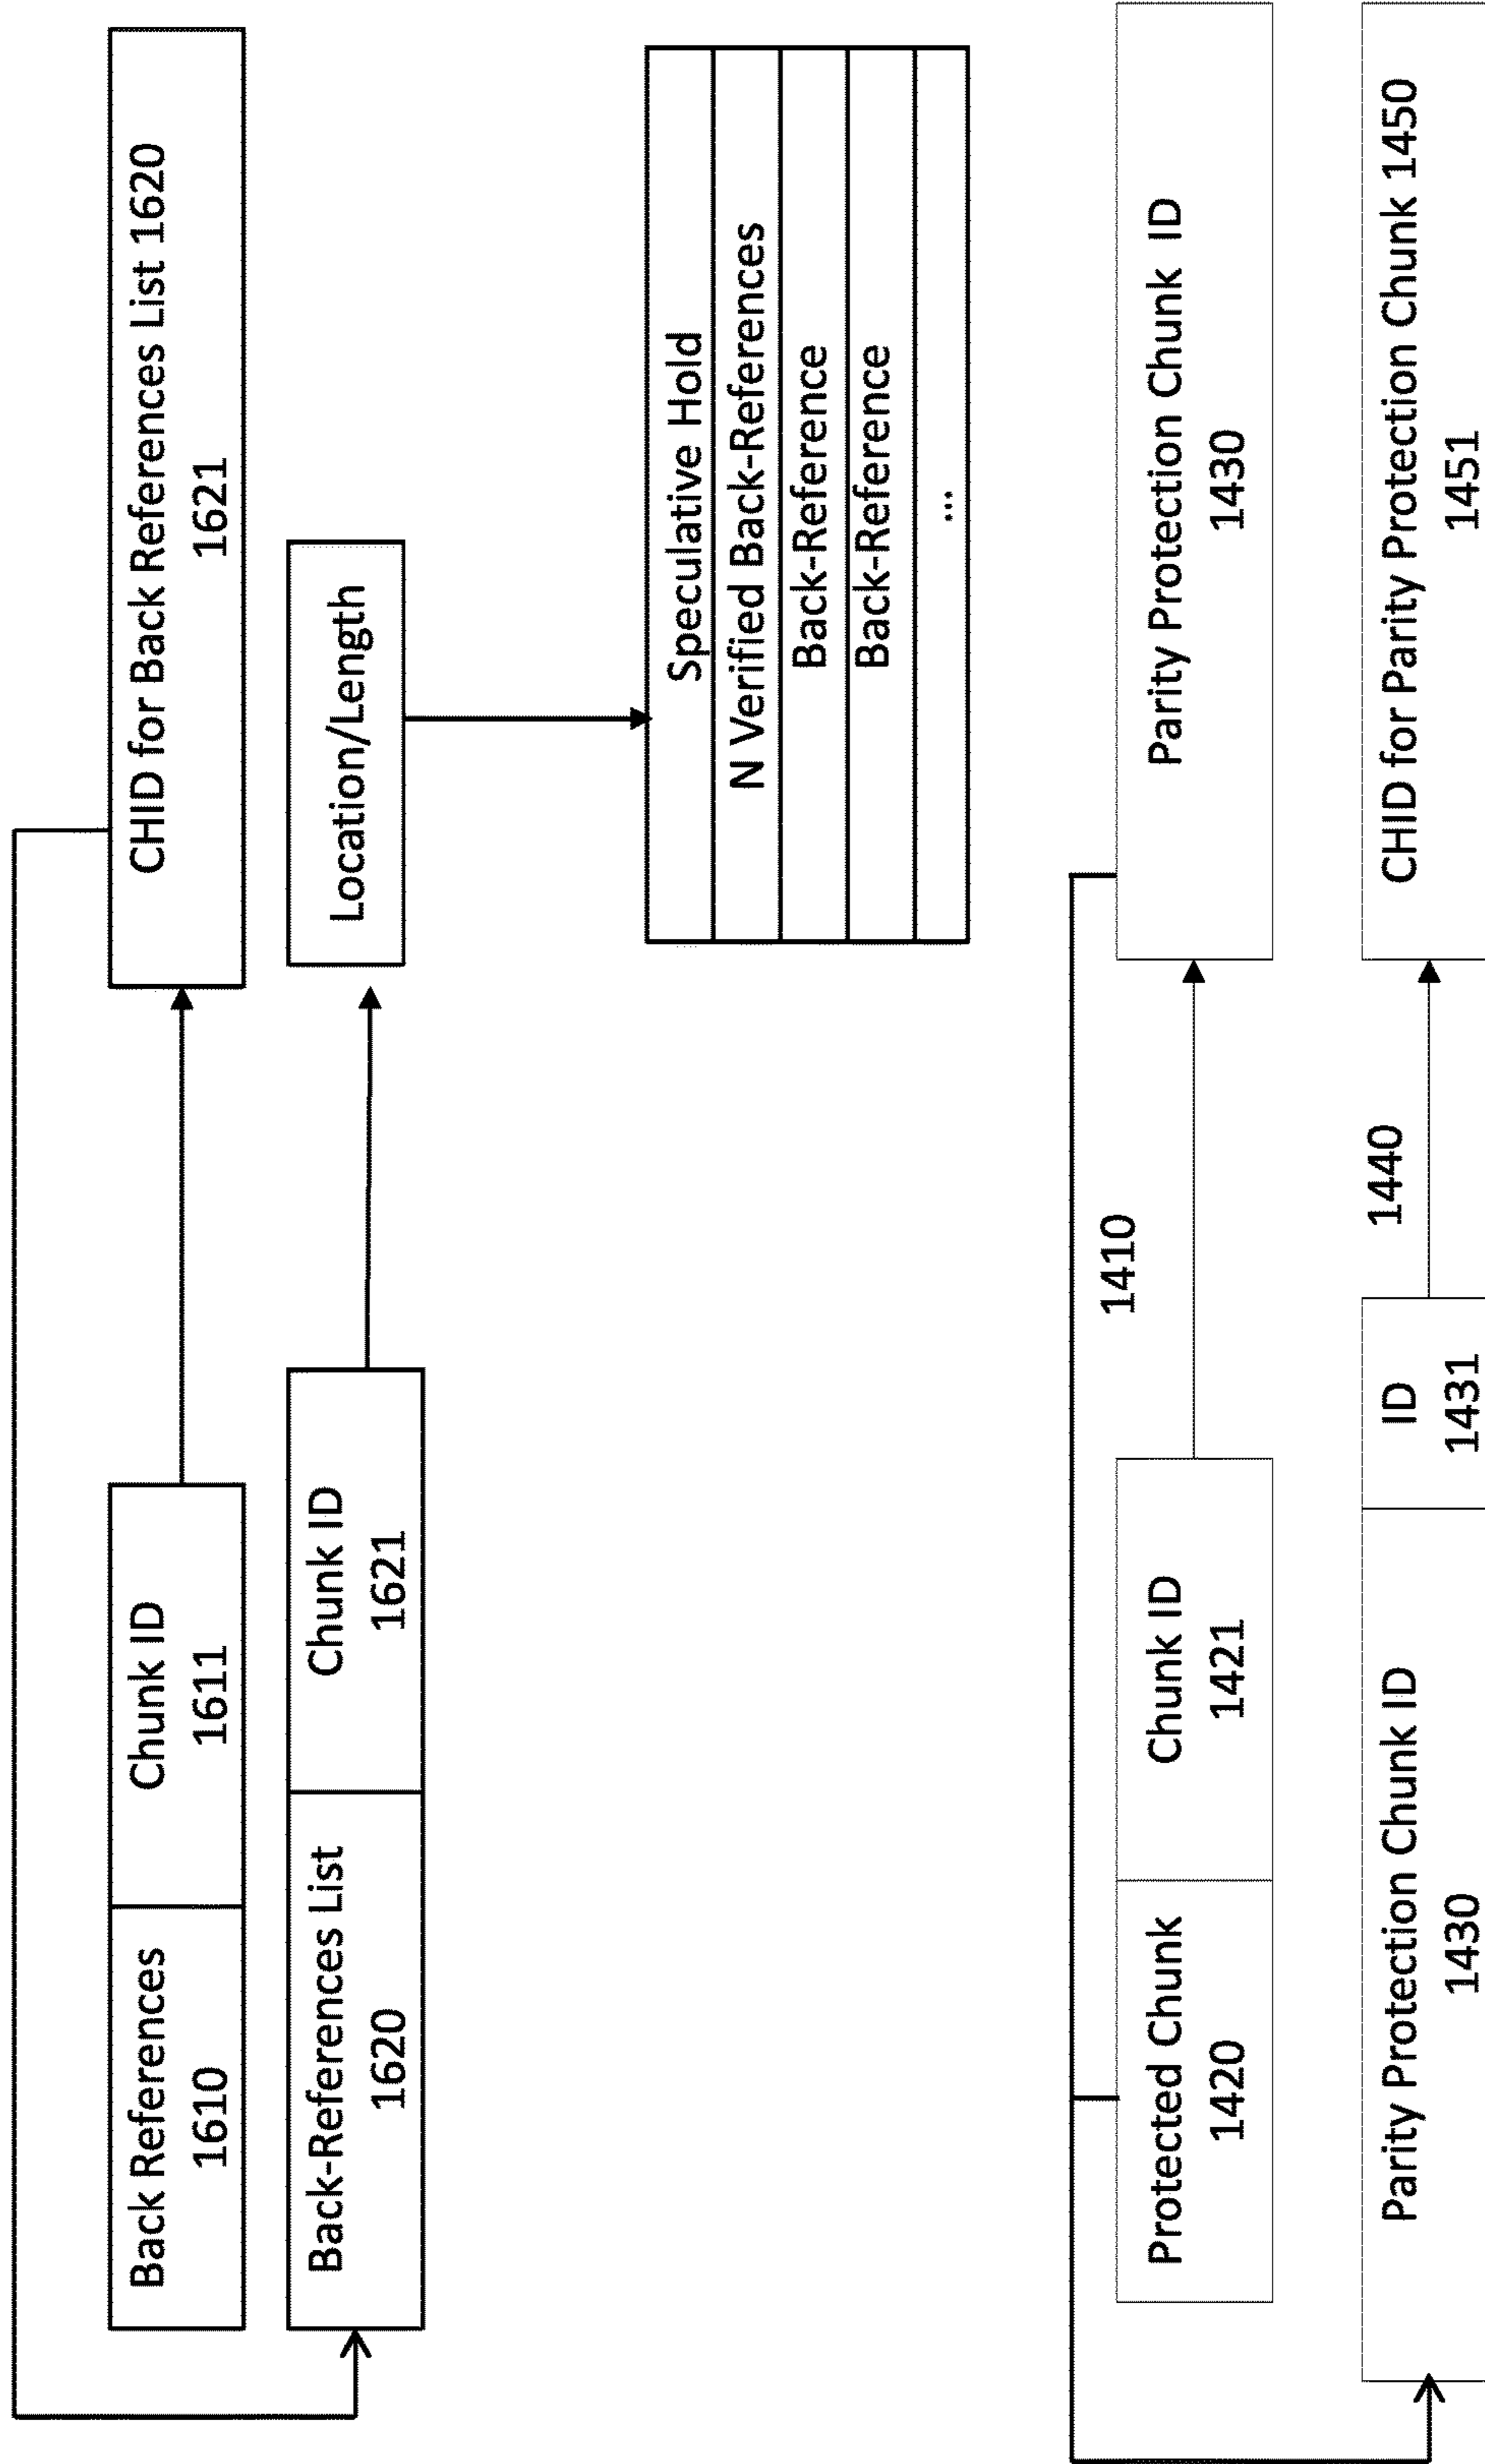 Back References
1610
Chunk ID
1611
CHID for Back References List 1620
1621
Back-References List
1620
Chunk ID
1621
Location/Length
Speculative Hold
N Verified Back-References
Back-Reference
Back-Reference
...
1410
Protected Chunk
1420
Chunk ID
1421
Parity Protection Chunk ID
1430
1440
Parity Protection Chunk ID
1430
ID
1431
CHID for Parity Protection Chunk 1450
1451